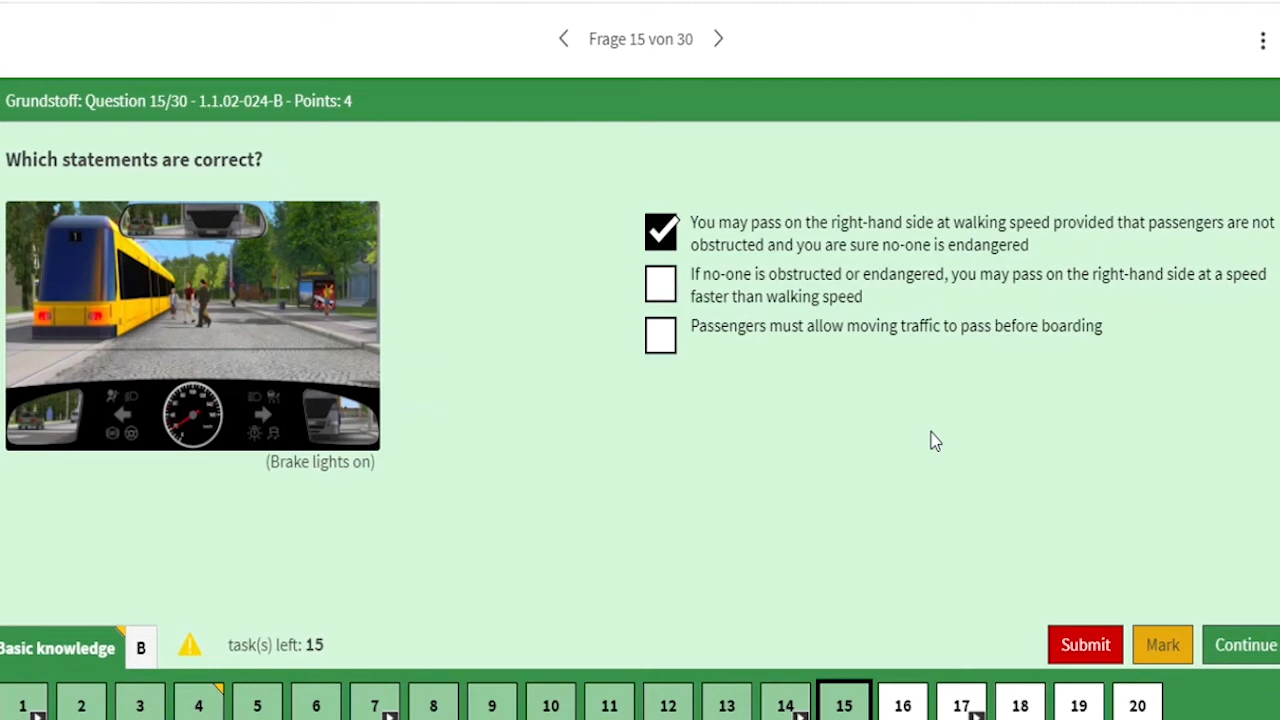 Frage 15 von 30
Grundstoff: Question 15/30 - 1.1.02-024-B - Points: 4
Which statements are correct?
You may pass on the right-hand side at walking speed provided that passengers are not
obstructed and you are sure no-one is endangered
If no-one is obstructed or endangered, you may pass on the right-hand side at a speed
faster than walking speed
Passengers must allow moving traffic to pass before boarding
1
(Brake lights on)
Basic knowledge
B
task(s) left: 15
Submit
Mark
Continue
1 2 3 4 5 6 7 8 9 10 11 12 13 14 15 16 17 18 19 20